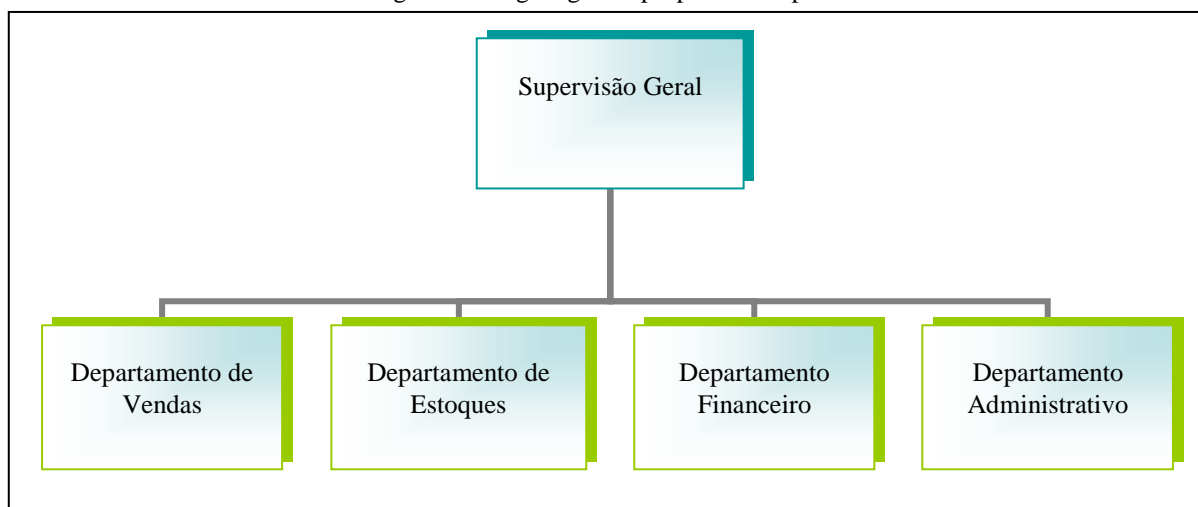 Supervisão Geral
Departamento de
Vendas
Departamento de
Estoques
Departamento
Financeiro
Departamento
Administrativo